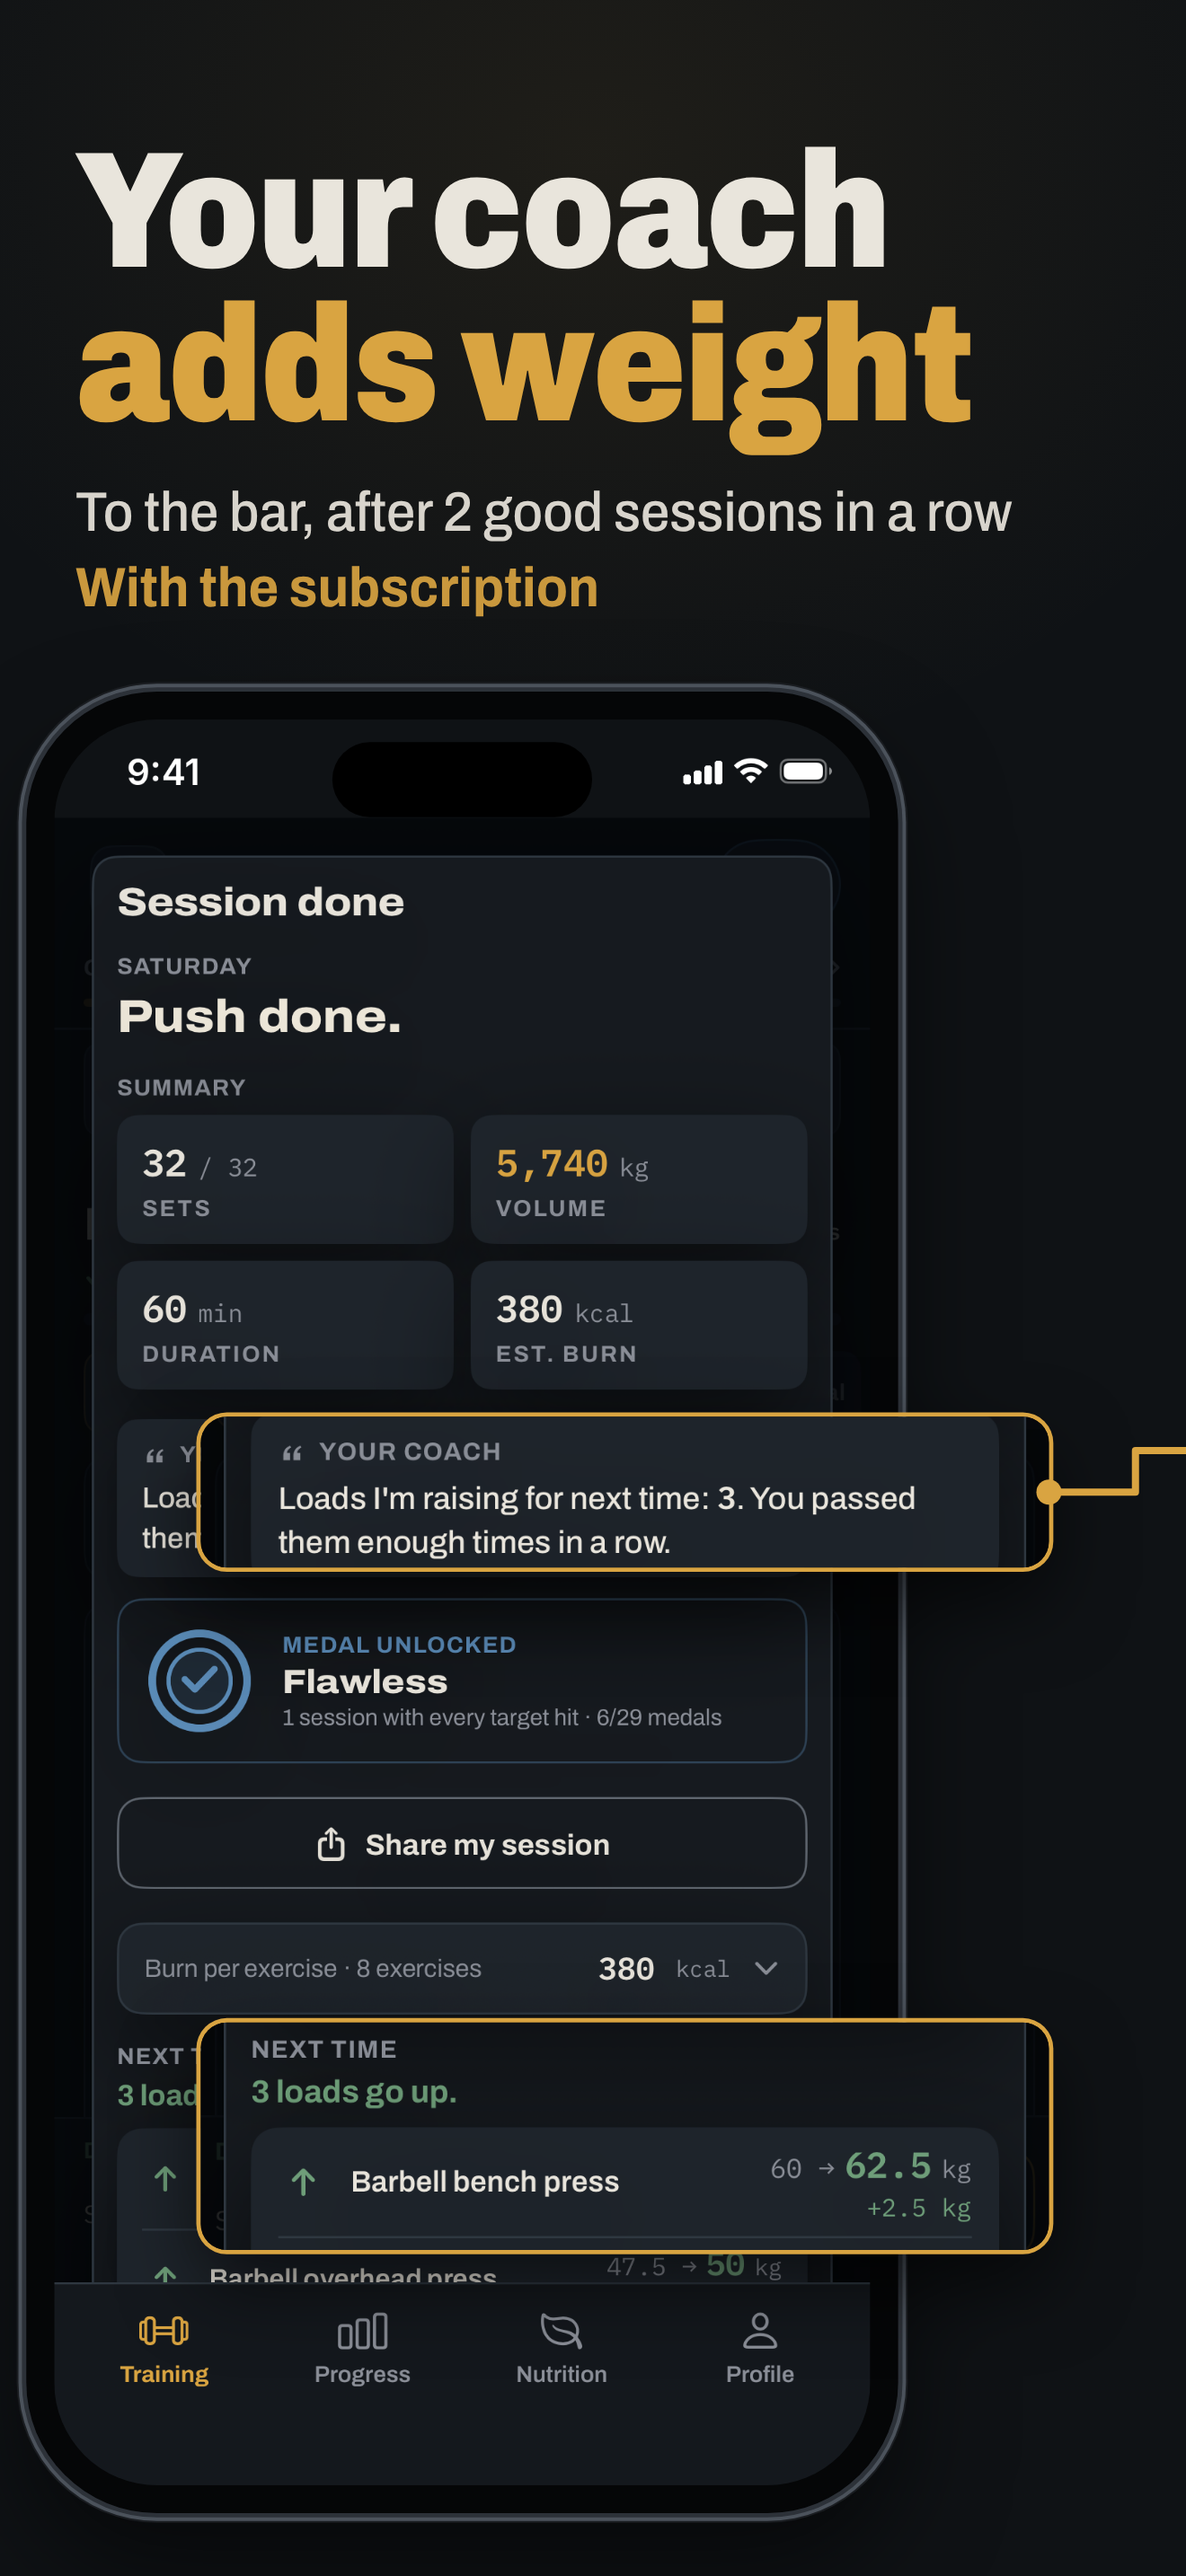 Your coach
adds weight
To the bar, after 2 good sessions in a row
With the subscription
9:41
Session done
SATURDAY
Push done.
SUMMARY
32 / 32
SETS
5,740 kg
VOLUME
60 min
DURATION
380 kcal
EST. BURN
“ YOUR COACH
Loads I'm raising for next time: 3. You passed
them enough times in a row.
MEDAL UNLOCKED
Flawless
1 session with every target hit · 6/29 medals
Share my session
Burn per exercise · 8 exercises 380 kcal
NEXT TIME
3 loads go up.
↑ Barbell bench press 60 → 62.5 kg
+2.5 kg
↑ Barbell overhead press 47.5 → 50 kg
Training Progress Nutrition Profile